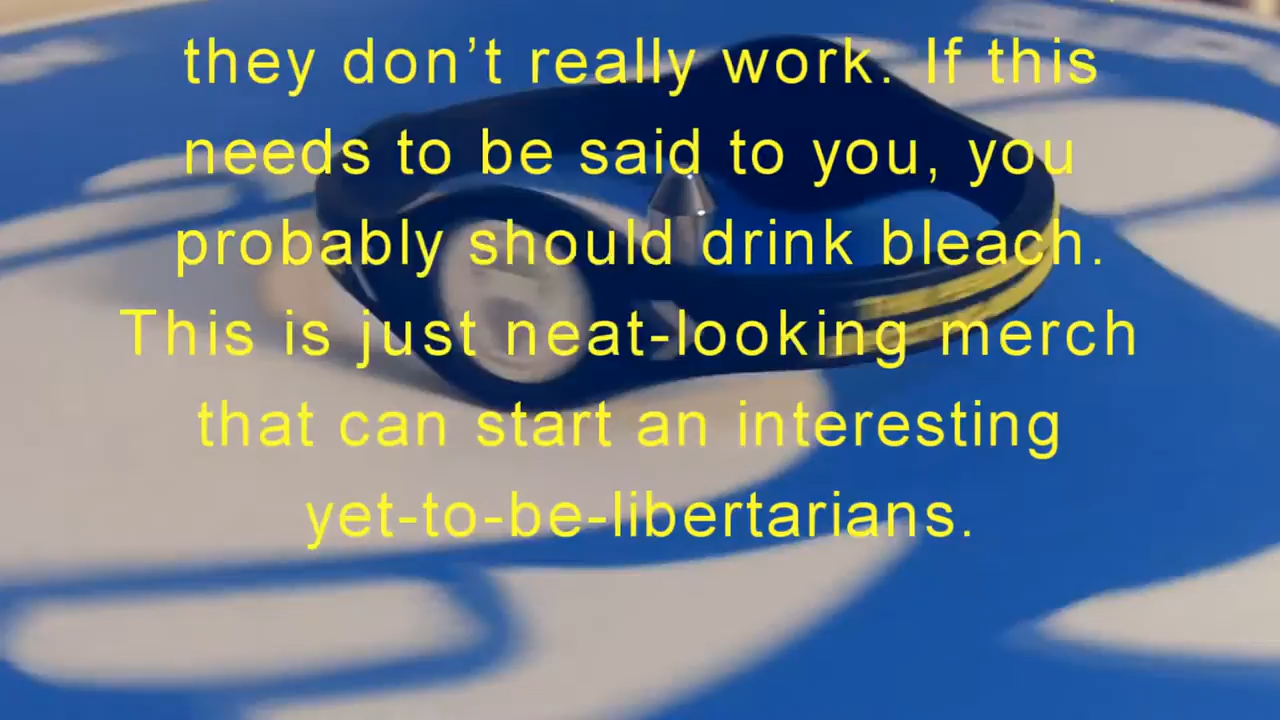 they don’t really work. If this
needs to be said to you, you
probably should drink bleach.
This is just neat-looking merch
that can start an interesting
yet-to-be-libertarians.